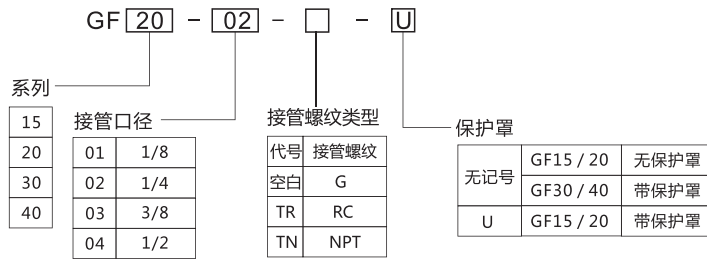 GF 20 - 02 - □ - U
系列
15
20
30
40
接管口径
01 1/8
02 1/4
03 3/8
04 1/2
接管螺纹类型
代号 接管螺纹
空白 G
TR RC
TN NPT
保护罩
无记号 GF15 / 20 无保护罩
GF30 / 40 带保护罩
U GF15 / 20 带保护罩